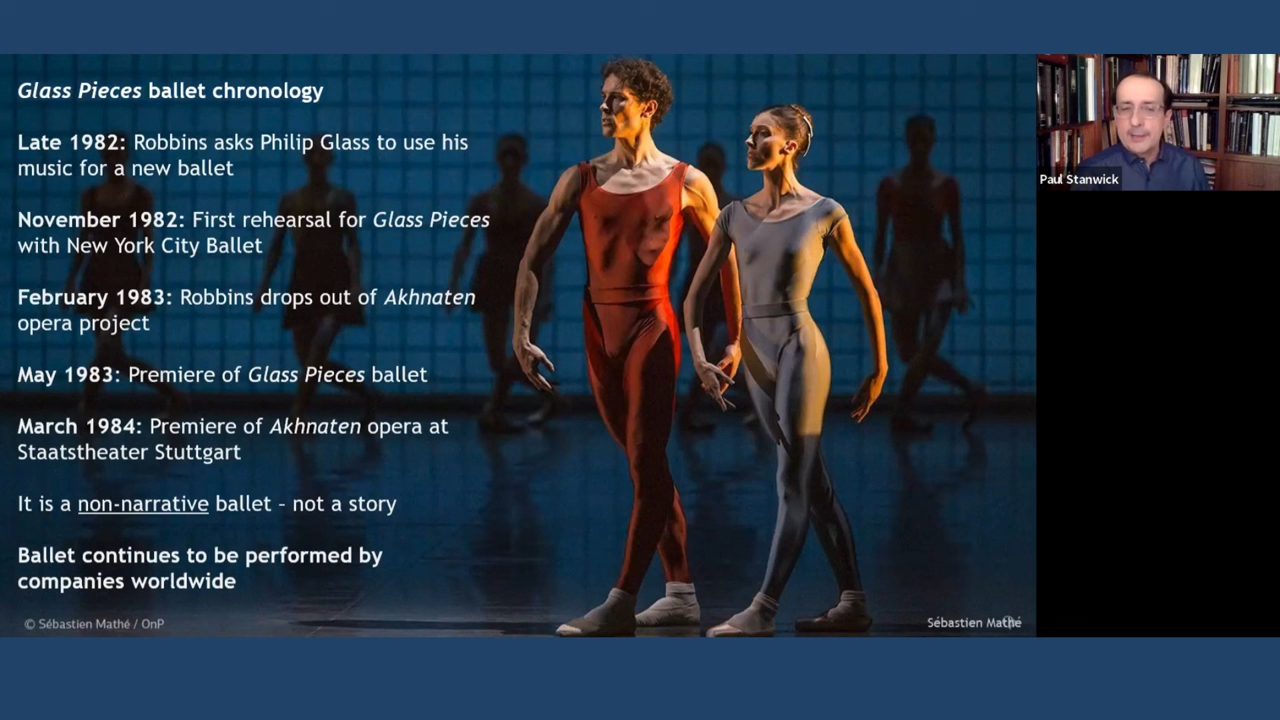 Glass Pieces ballet chronology
Late 1982: Robbins asks Philip Glass to use his
music for a new ballet
November 1982: First rehearsal for Glass Pieces
with New York City Ballet
February 1983: Robbins drops out of Akhnaten
opera project
May 1983: Premiere of Glass Pieces ballet
March 1984: Premiere of Akhnaten opera at
Staatstheater Stuttgart
It is a non-narrative ballet – not a story
Ballet continues to be performed by
companies worldwide
© Sébastien Mathé / OnP
Sébastien Mathé
Paul Stanwick